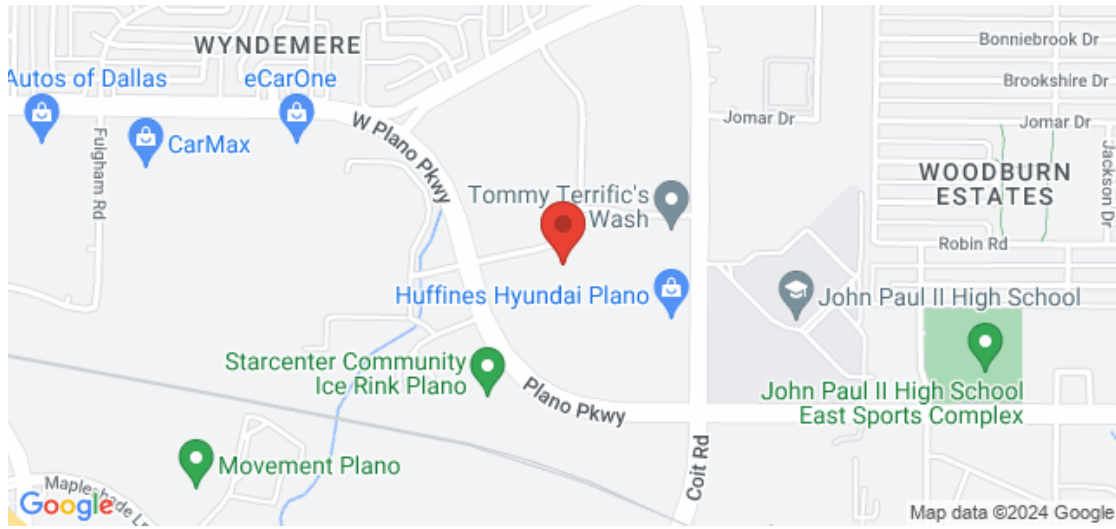 WYNDEMERE
Autos of Dallas
eCarOne
CarMax
Fulgham Rd
W Plano Pkwy
Bonniebrook Dr
Brookshire Dr
Jomar Dr
Jomar Dr
Jackson Dr
WOODBURN
ESTATES
Tommy Terrific's
Wash
Robin Rd
Huffines Hyundai Plano
John Paul II High School
Starcenter Community
Ice Rink Plano
Plano Pkwy
John Paul II High School
East Sports Complex
Coit Rd
Movement Plano
Mapleshade Ln
Google
Map data ©2024 Google